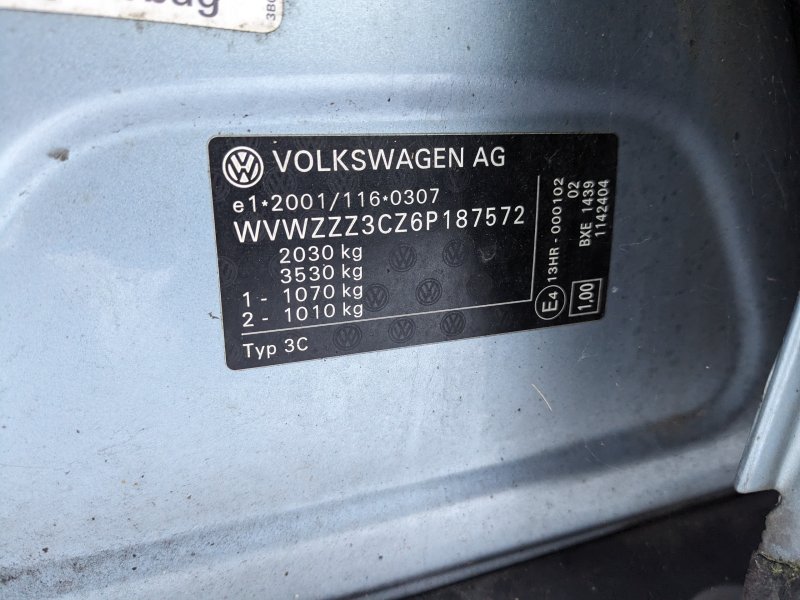 VOLKSWAGEN AG
e1*2001/116*0307
WVWZZZ3CZ6P187572
2030 kg
3530 kg
1 - 1070 kg
2 - 1010 kg
Typ 3C
E4 13HR - 000102
02
BXE 1439
1142404
1,00